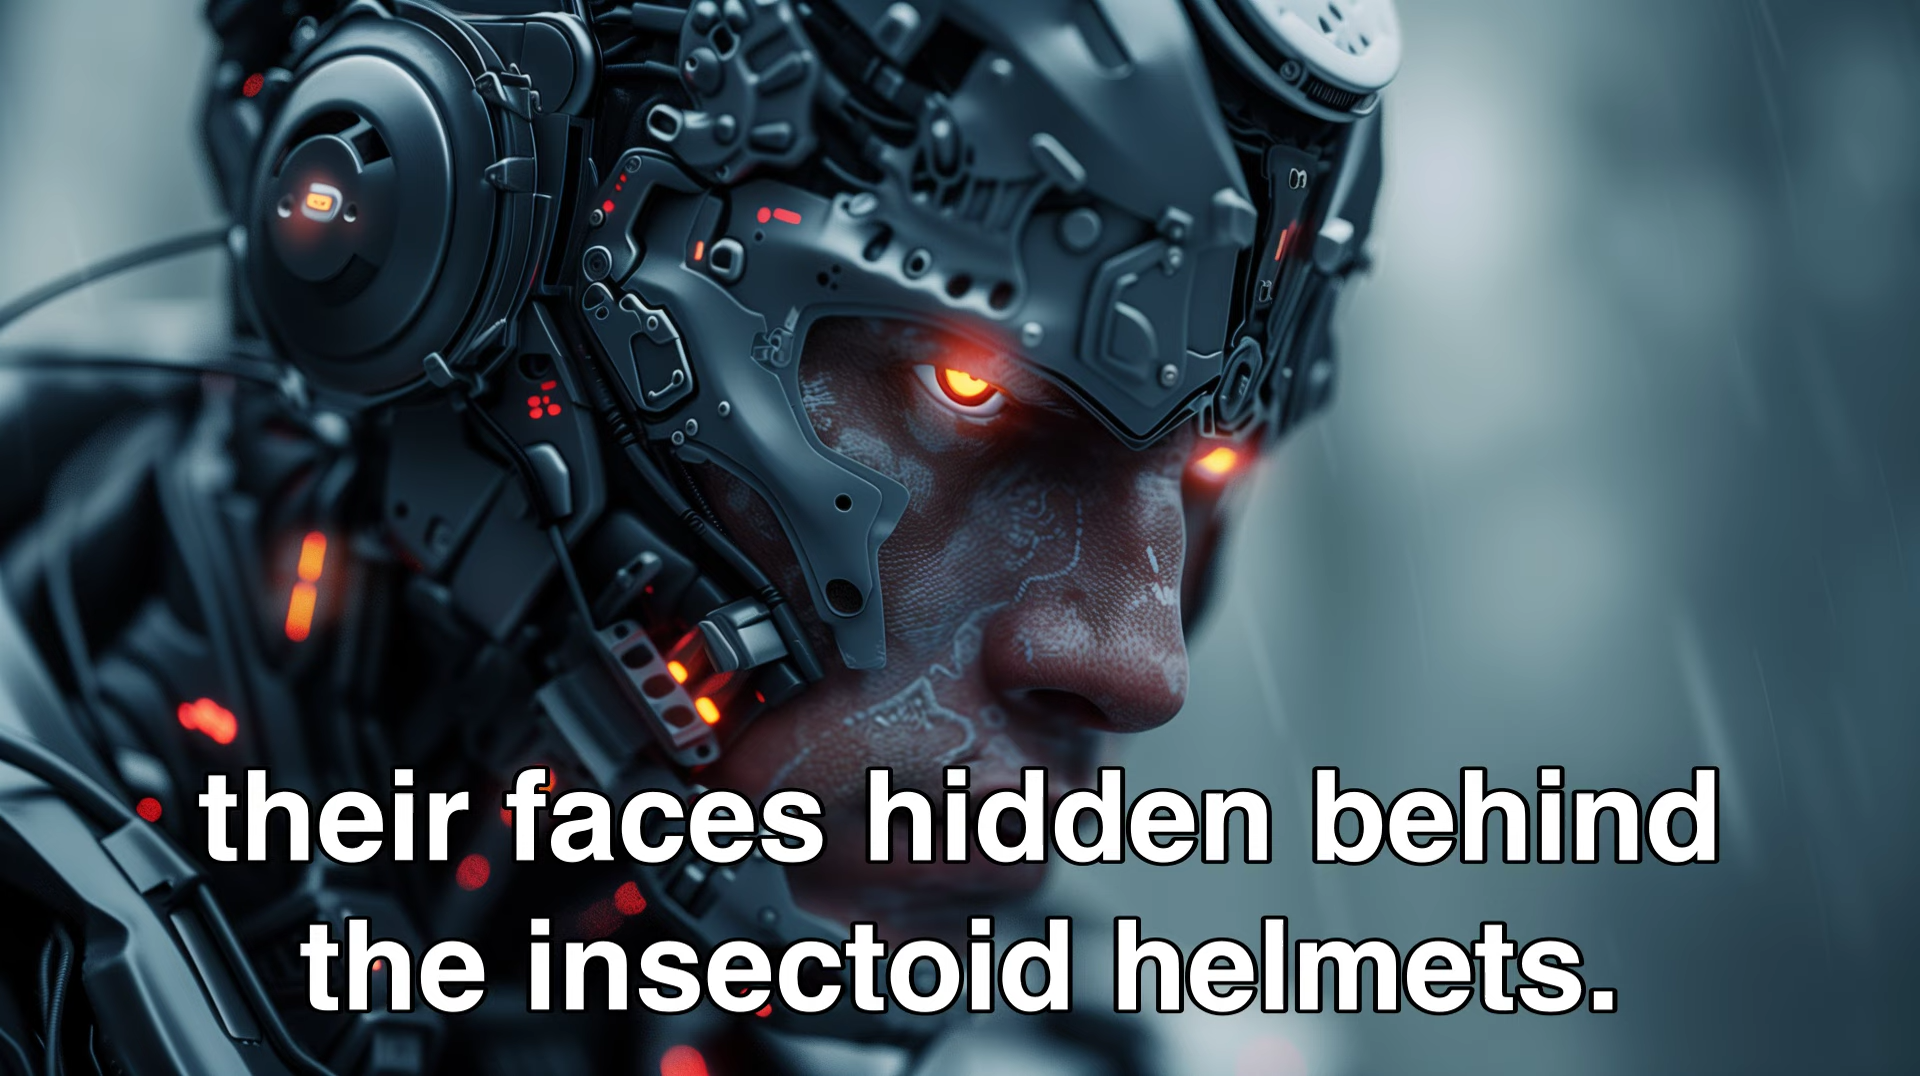 their faces hidden behind
the insectoid helmets.